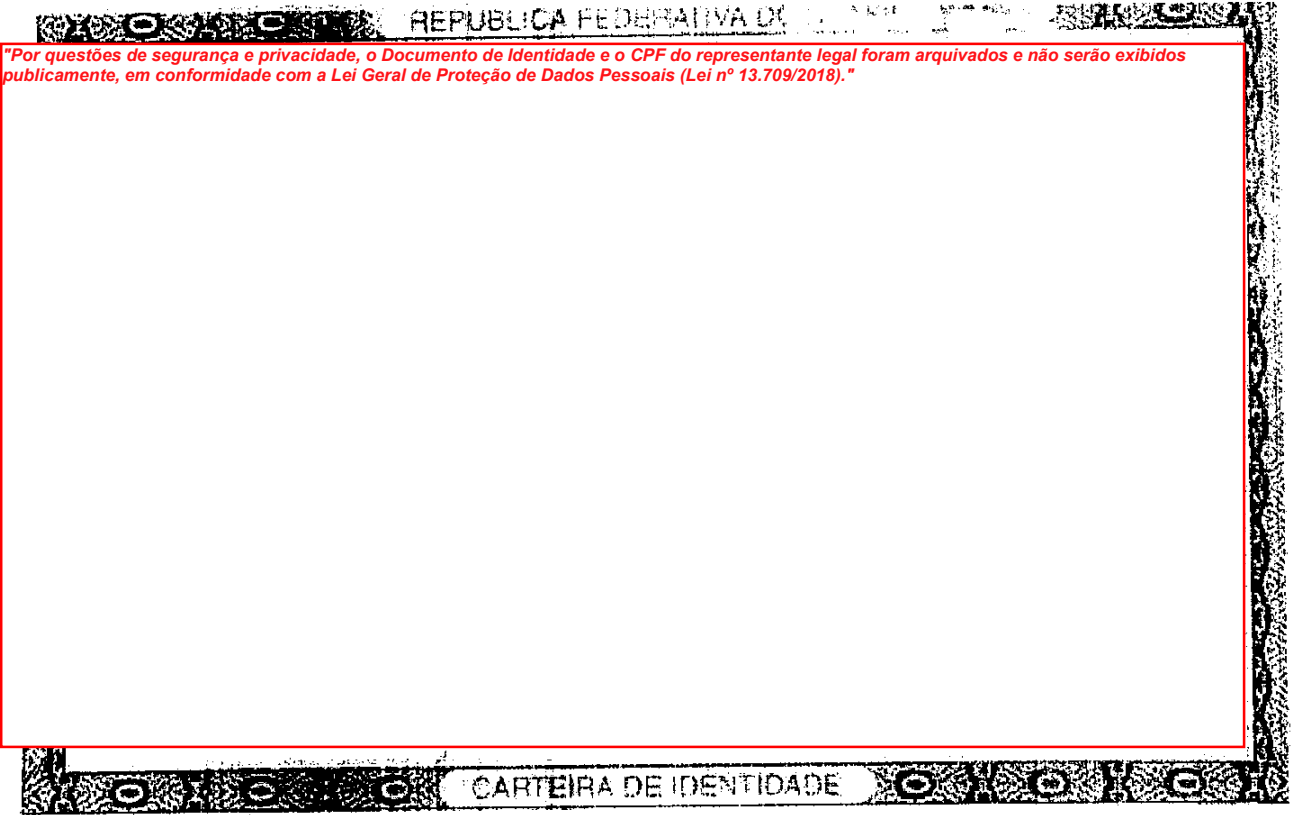 REPUBLICA FEDERATIVA DO
"Por questões de segurança e privacidade, o Documento de Identidade e o CPF do representante legal foram arquivados e não serão exibidos
publicamente, em conformidade com a Lei Geral de Proteção de Dados Pessoais (Lei nº 13.709/2018)."
CARTEIRA DE IDENTIDADE